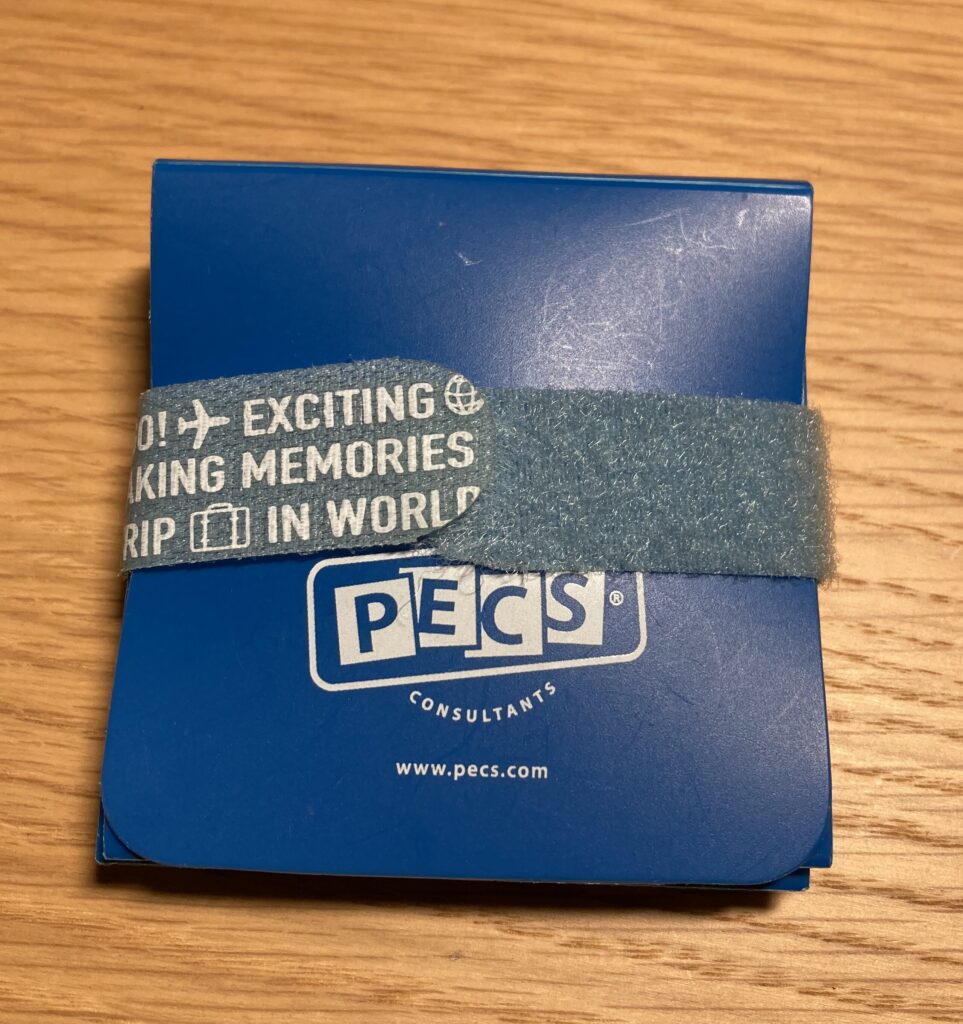 O! EXCITING
AKING MEMORIES
RIP IN WORLD
PECS®
CONSULTANTS
www.pecs.com